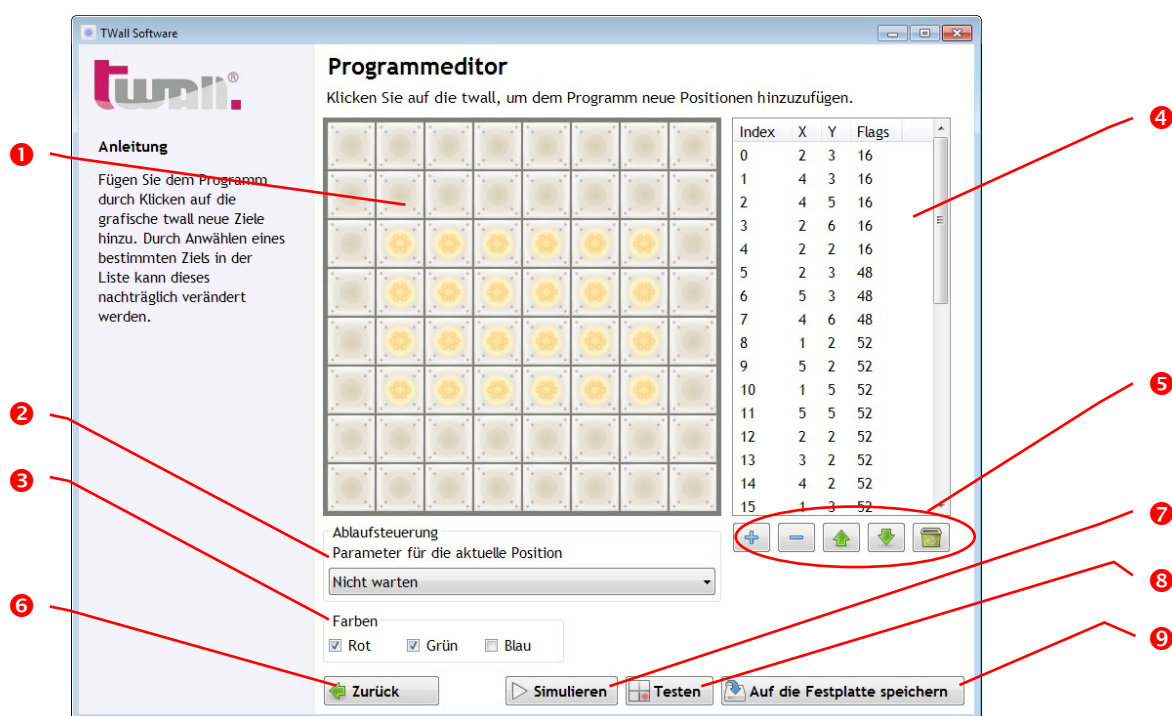 TWall Software
twall®
Anleitung
Fügen Sie dem Programm
durch Klicken auf die
grafische twall neue Ziele
hinzu. Durch Anwählen eines
bestimmten Ziels in der
Liste kann dieses
nachträglich verändert
werden.
Programmeditor
Klicken Sie auf die twall, um dem Programm neue Positionen hinzuzufügen.
Index X Y Flags
0 2 3 16
1 4 3 16
2 4 5 16
3 2 6 16
4 2 2 16
5 2 3 48
6 5 3 48
7 4 6 48
8 1 2 52
9 5 2 52
10 1 5 52
11 5 5 52
12 2 2 52
13 3 2 52
14 4 2 52
15 1 3 52
Ablaufsteuerung
Parameter für die aktuelle Position
Nicht warten
Farben
Rot Grün Blau
Zurück Simulieren Testen Auf die Festplatte speichern
1
2
3
6
4
5
7
8
9